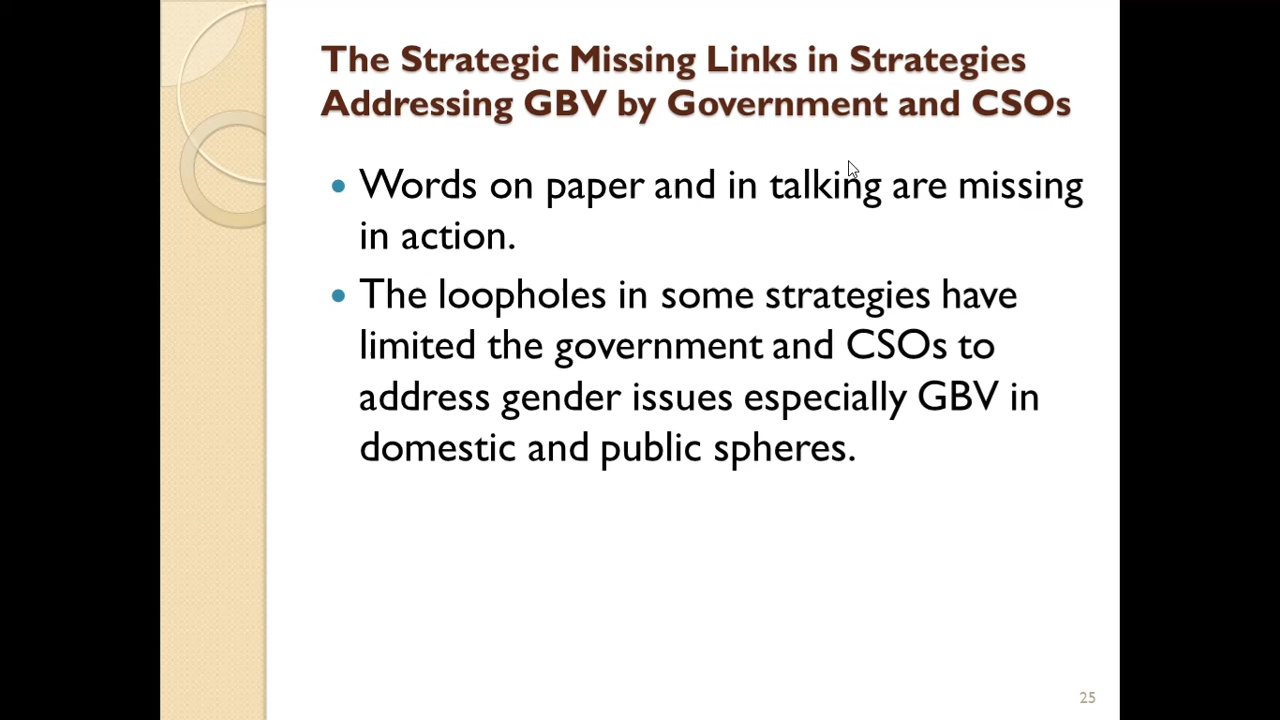 The Strategic Missing Links in Strategies
Addressing GBV by Government and CSOs
• Words on paper and in talking are missing
in action.
• The loopholes in some strategies have
limited the government and CSOs to
address gender issues especially GBV in
domestic and public spheres.
25